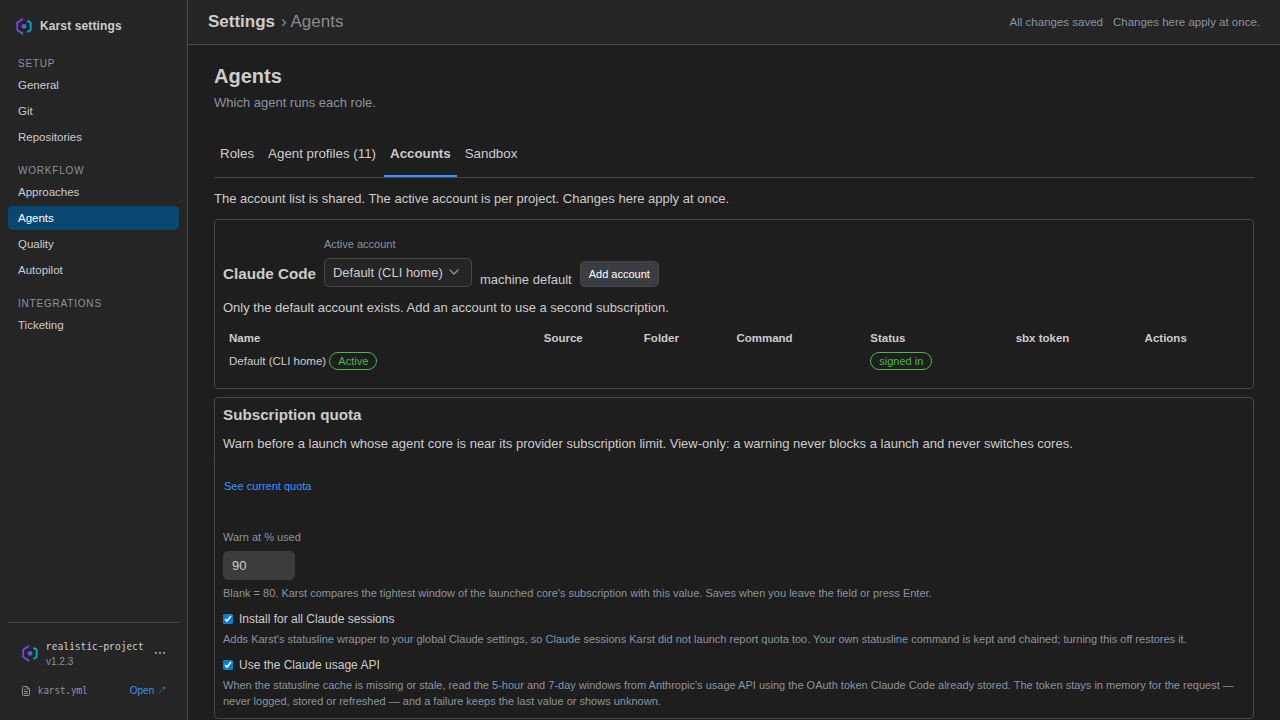 Karst settings
Settings › Agents
All changes saved Changes here apply at once.
SETUP
General
Git
Repositories
WORKFLOW
Approaches
Agents
Quality
Autopilot
INTEGRATIONS
Ticketing
realistic-project
v1.2.3
karst.yml
Open ↗
Agents
Which agent runs each role.
Roles Agent profiles (11) Accounts Sandbox
The account list is shared. The active account is per project. Changes here apply at once.
Active account
Claude Code Default (CLI home) machine default Add account
Only the default account exists. Add an account to use a second subscription.
Name Source Folder Command Status sbx token Actions
Default (CLI home) Active signed in
Subscription quota
Warn before a launch whose agent core is near its provider subscription limit. View-only: a warning never blocks a launch and never switches cores.
See current quota
Warn at % used
90
Blank = 80. Karst compares the tightest window of the launched core's subscription with this value. Saves when you leave the field or press Enter.
Install for all Claude sessions
Adds Karst's statusline wrapper to your global Claude settings, so Claude sessions Karst did not launch report quota too. Your own statusline command is kept and chained; turning this off restores it.
Use the Claude usage API
When the statusline cache is missing or stale, read the 5-hour and 7-day windows from Anthropic's usage API using the OAuth token Claude Code already stored. The token stays in memory for the request —
never logged, stored or refreshed — and a failure keeps the last value or shows unknown.